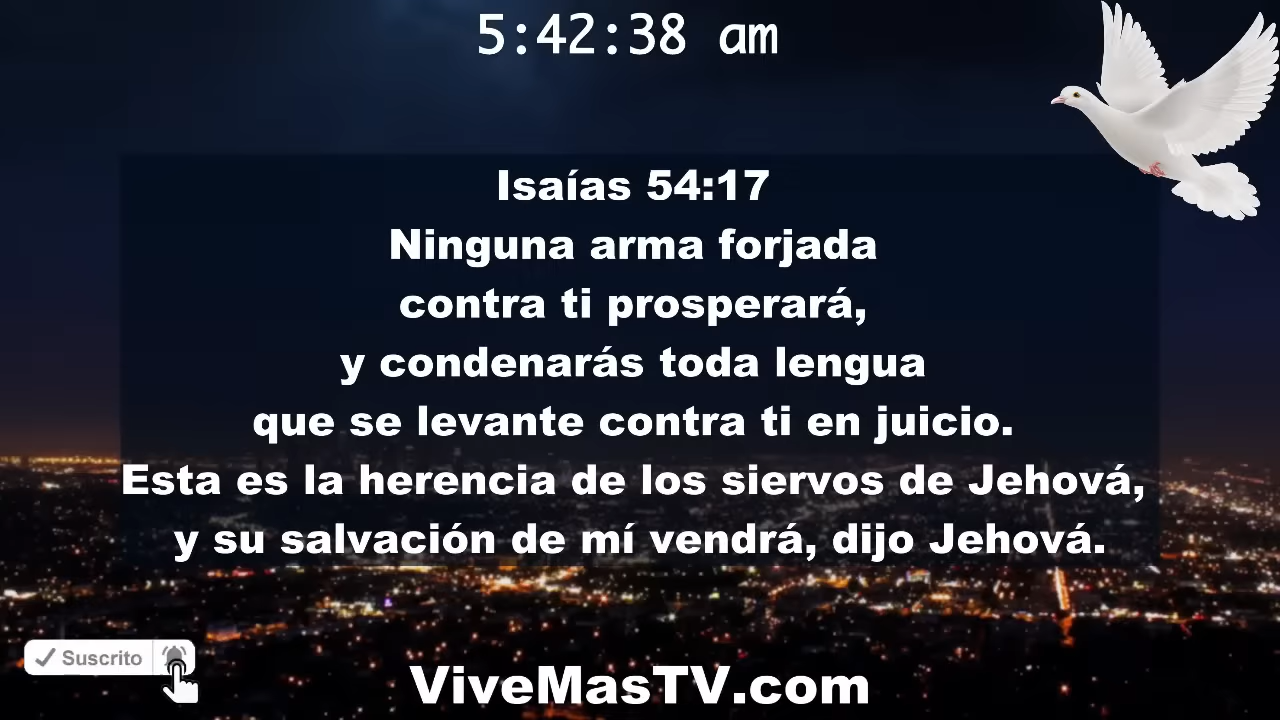 5:42:38 am
Isaías 54:17
Ninguna arma forjada
contra ti prosperará,
y condenarás toda lengua
que se levante contra ti en juicio.
Esta es la herencia de los siervos de Jehová,
y su salvación de mí vendrá, dijo Jehová.
Suscrito
ViveMasTV.com